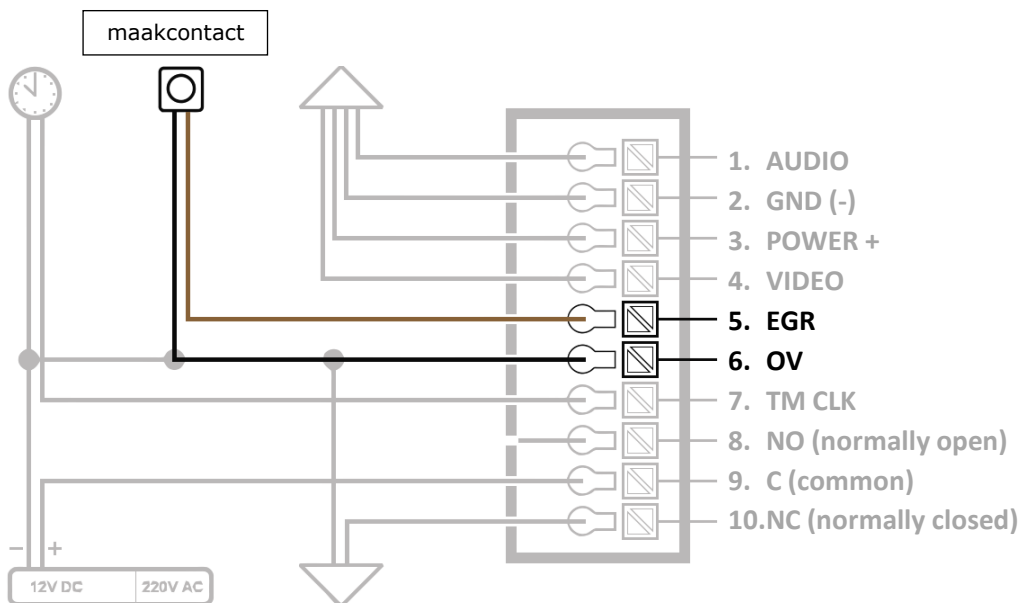 maakcontact
1. AUDIO
2. GND (-)
3. POWER +
4. VIDEO
5. EGR
6. OV
7. TM CLK
8. NO (normally open)
9. C (common)
10.NC (normally closed)
– +
12V DC 220V AC